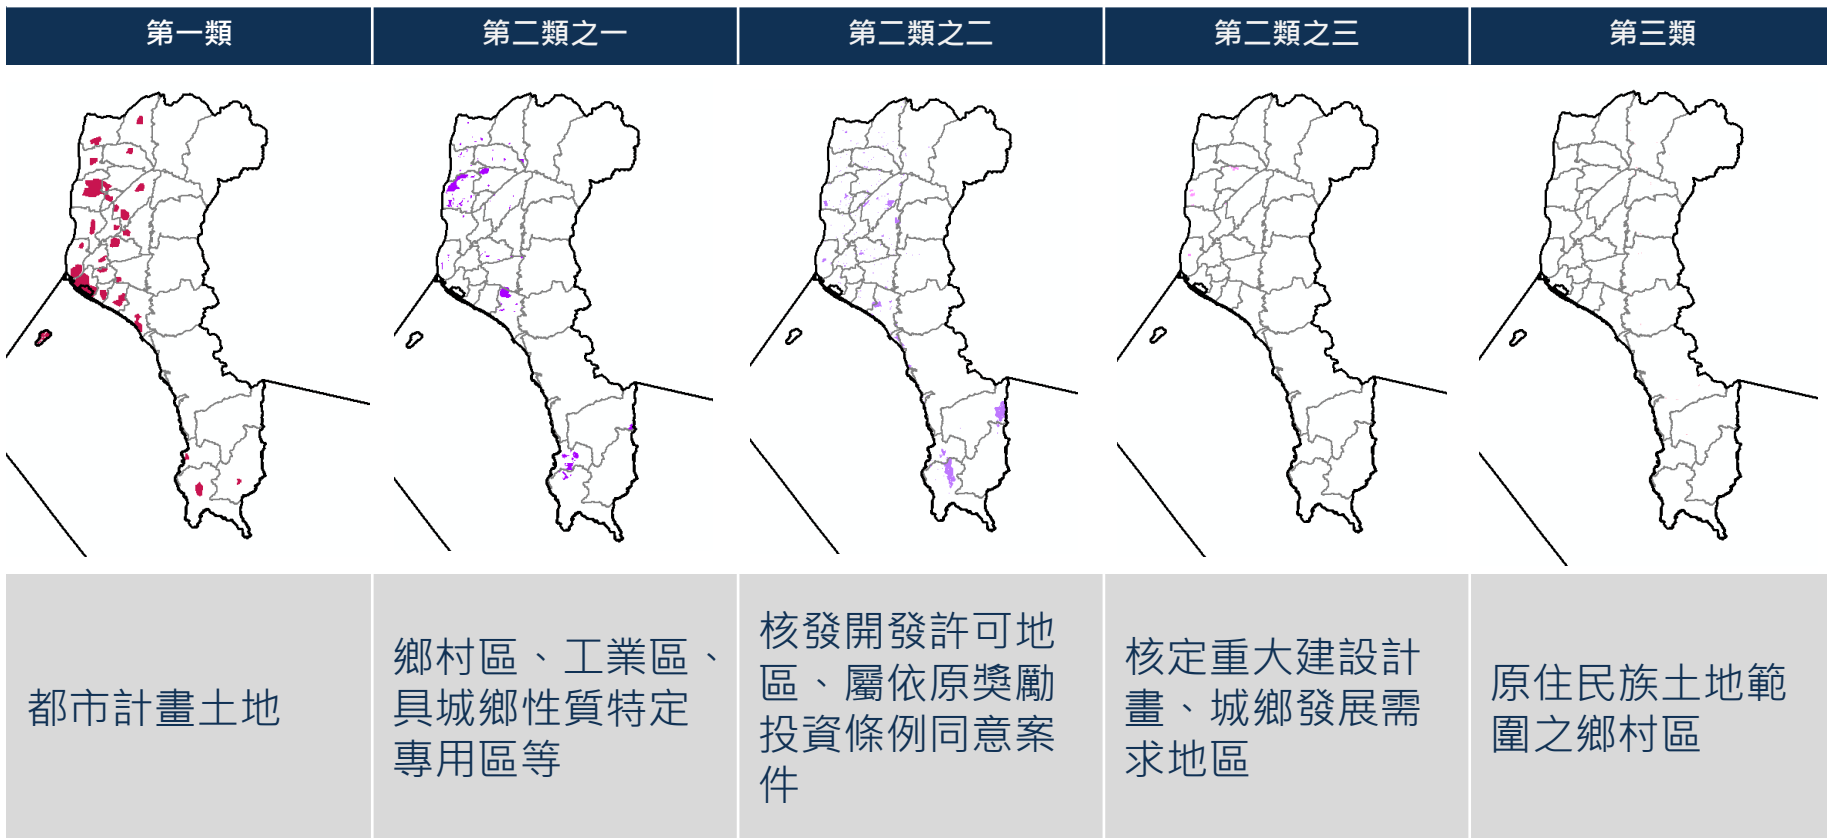 第一類
第二類之一
第二類之二
第二類之三
第三類
都市計畫土地
鄉村區、工業區、
具城鄉性質特定
專用區等
核發開發許可地
區、屬依原獎勵
投資條例同意案
件
核定重大建設計
畫、城鄉發展需
求地區
原住民族土地範
圍之鄉村區